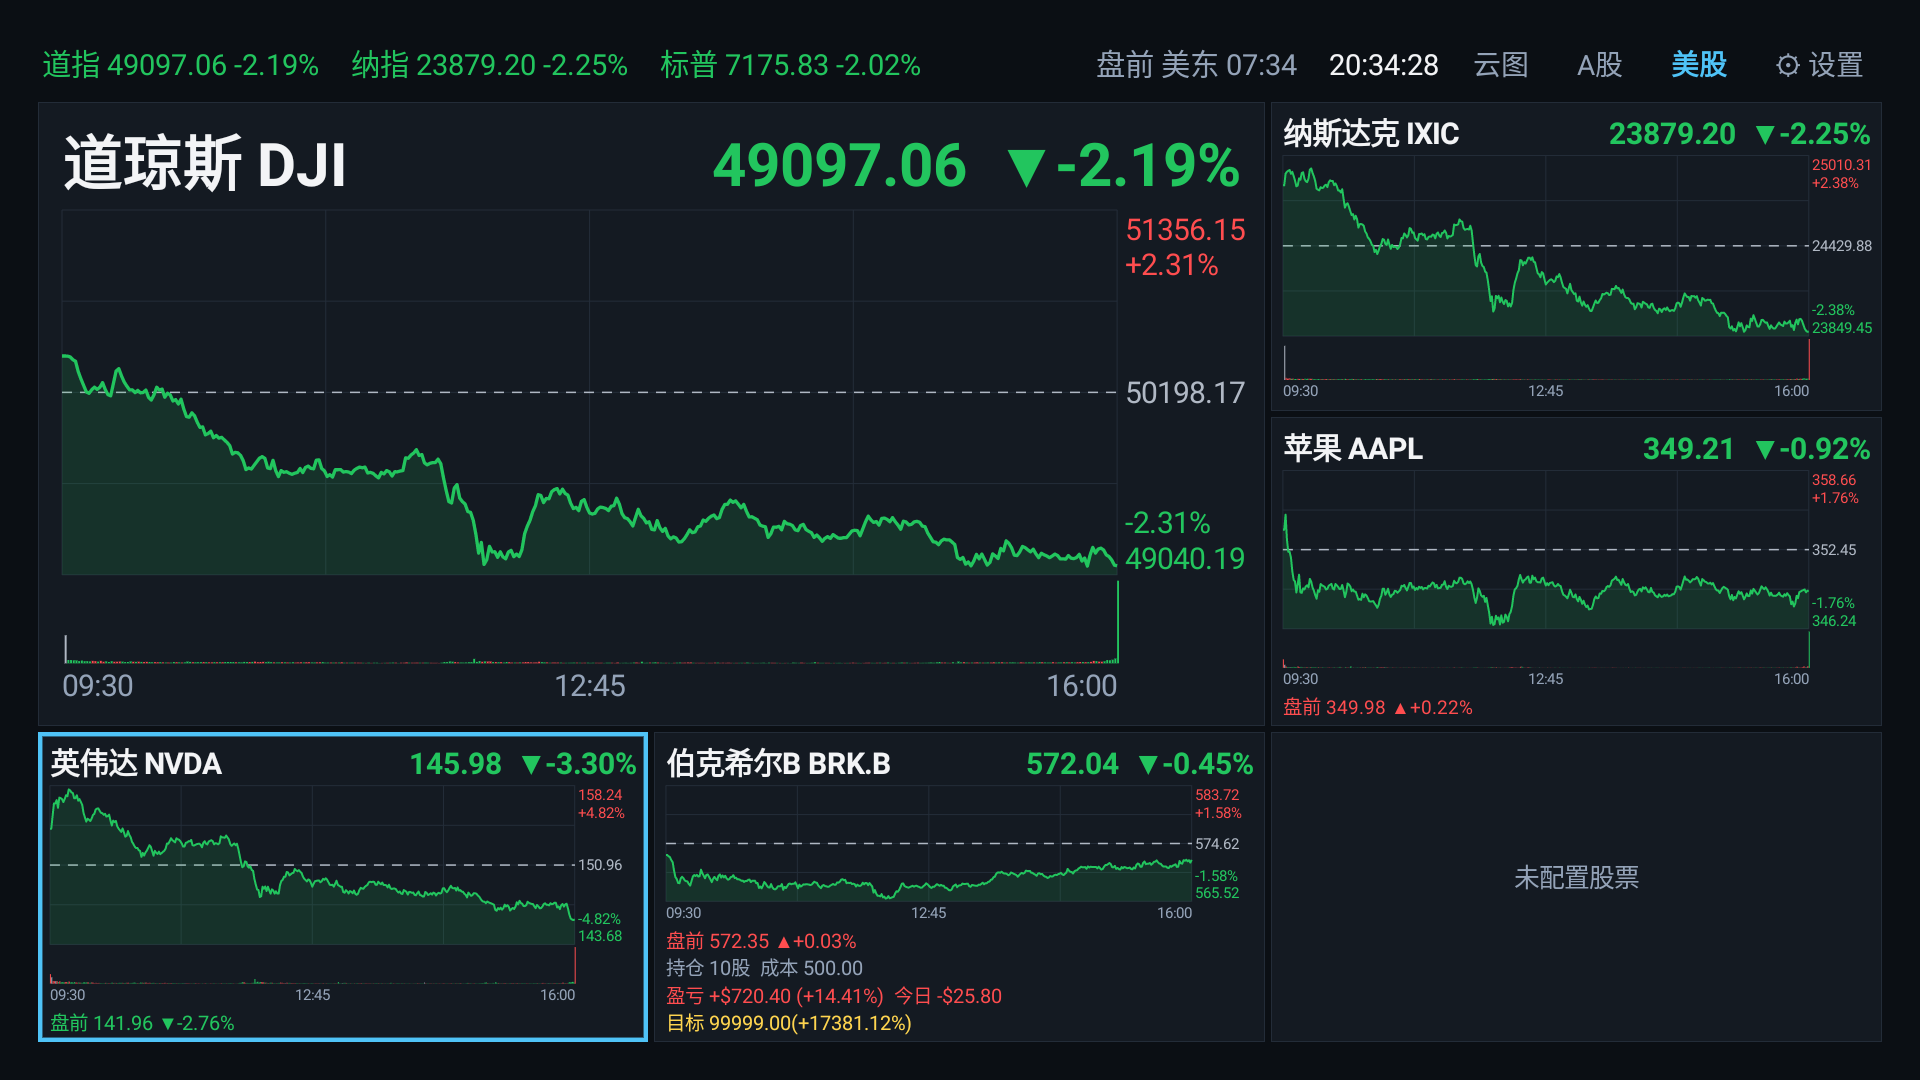 道指 49097.06 -2.19% 纳指 23879.20 -2.25% 标普 7175.83 -2.02% 盘前 美东 07:34 20:34:28 云图 A股 美股 设置
道琼斯 DJI 49097.06 ▼-2.19%
51356.15
+2.31%
50198.17
-2.31%
49040.19
09:30 12:45 16:00
纳斯达克 IXIC 23879.20 ▼-2.25%
25010.31
+2.38%
24429.88
-2.38%
23849.45
09:30 12:45 16:00
苹果 AAPL 349.21 ▼-0.92%
358.66
+1.76%
352.45
-1.76%
346.24
09:30 12:45 16:00
盘前 349.98 ▲+0.22%
英伟达 NVDA 145.98 ▼-3.30%
158.24
+4.82%
150.96
-4.82%
143.68
09:30 12:45 16:00
盘前 141.96 ▼-2.76%
伯克希尔B BRK.B 572.04 ▼-0.45%
583.72
+1.58%
574.62
-1.58%
565.52
09:30 12:45 16:00
盘前 572.35 ▲+0.03%
持仓 10股 成本 500.00
盈亏 +$720.40 (+14.41%) 今日 -$25.80
目标 99999.00(+17381.12%)
未配置股票